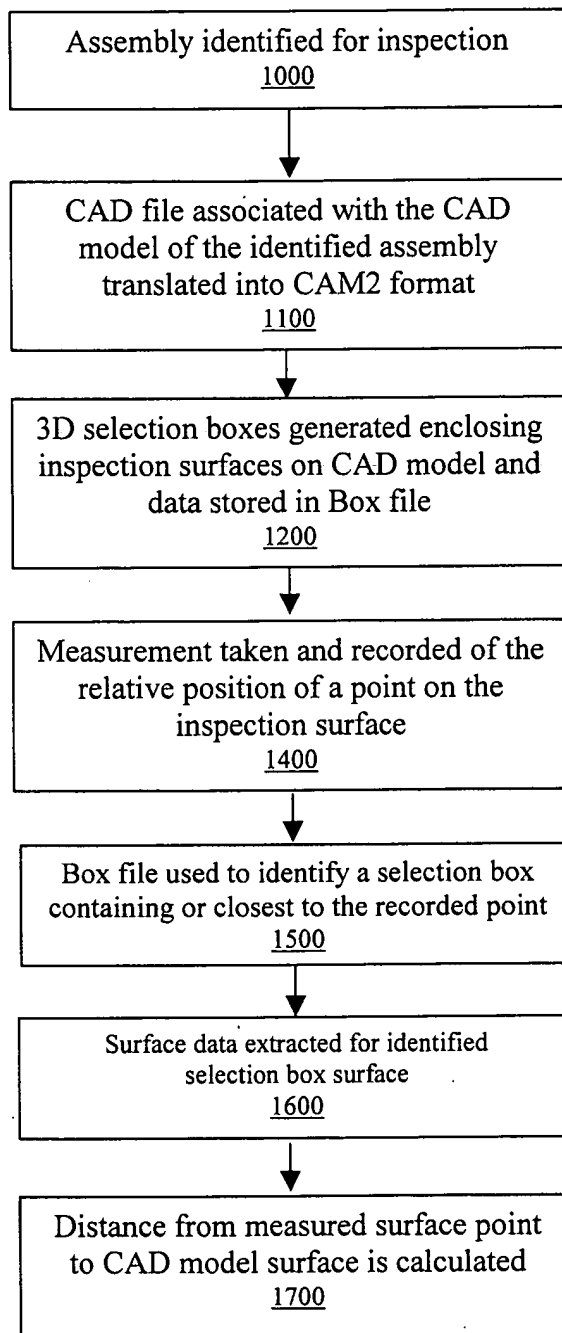 Assembly identified for inspection
1000
CAD file associated with the CAD
model of the identified assembly
translated into CAM2 format
1100
3D selection boxes generated enclosing
inspection surfaces on CAD model and
data stored in Box file
1200
Measurement taken and recorded of the
relative position of a point on the
inspection surface
1400
Box file used to identify a selection box
containing or closest to the recorded point
1500
Surface data extracted for identified
selection box surface
1600
Distance from measured surface point
to CAD model surface is calculated
1700